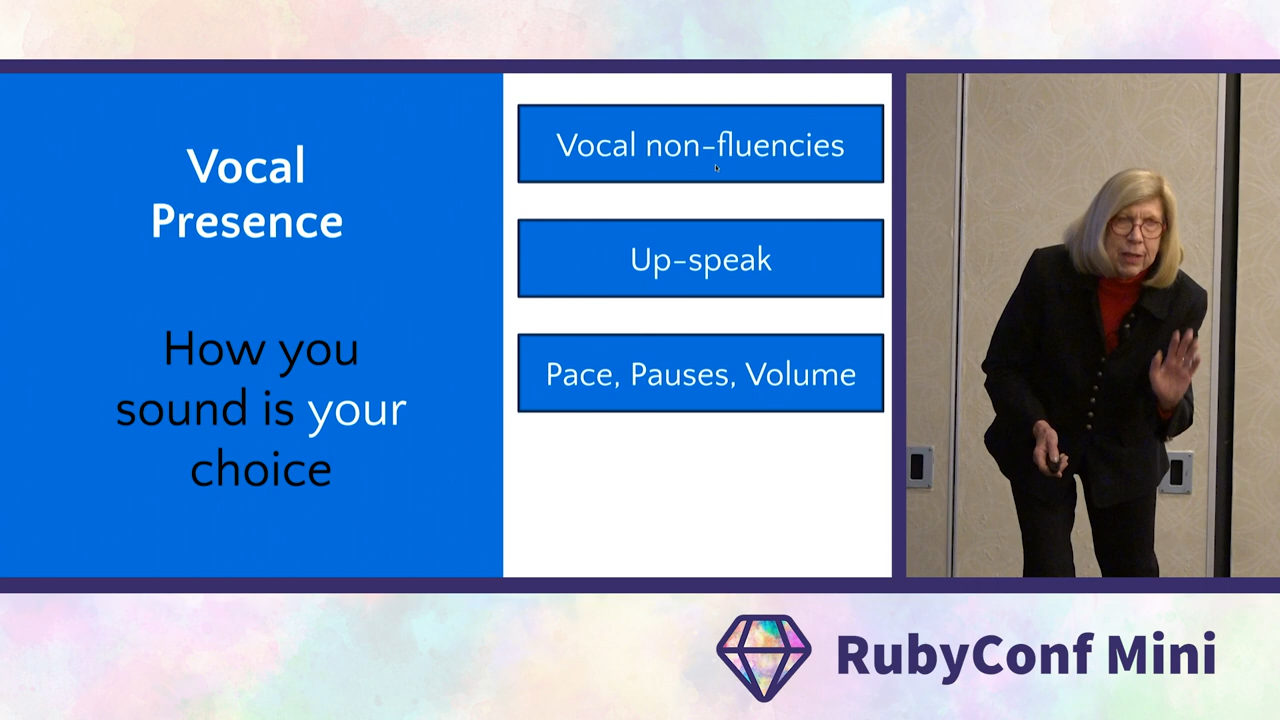 Vocal
Presence
How you
sound is your
choice
Vocal non-fluencies
Up-speak
Pace, Pauses, Volume
RubyConf Mini